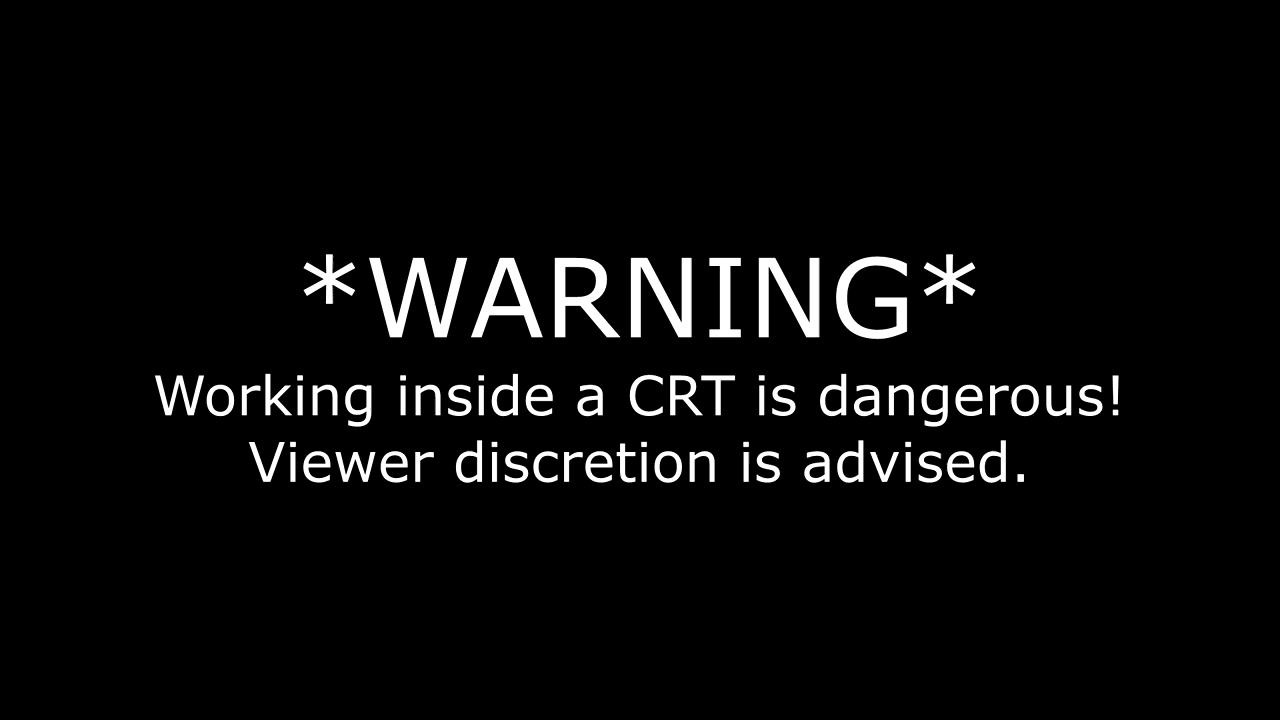 *WARNING*
Working inside a CRT is dangerous!
Viewer discretion is advised.